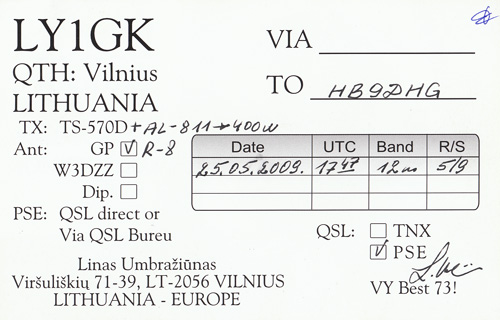 LY1GK
VIA
QTH: Vilnius
TO HB9DHG
LITHUANIA
TX: TS-570D + AL-811 → 400w
Ant: GP ☑ R-8
W3DZZ ☐
Dip. ☐
Date UTC Band R/S
25.05.2009. 17 47 12m 5/9
PSE: QSL direct or
Via QSL Bureu
QSL: ☐ TNX
☑ PSE
Linas Umbražiūnas
Viršuliškių 71-39, LT-2056 VILNIUS
LITHUANIA - EUROPE
VY Best 73!